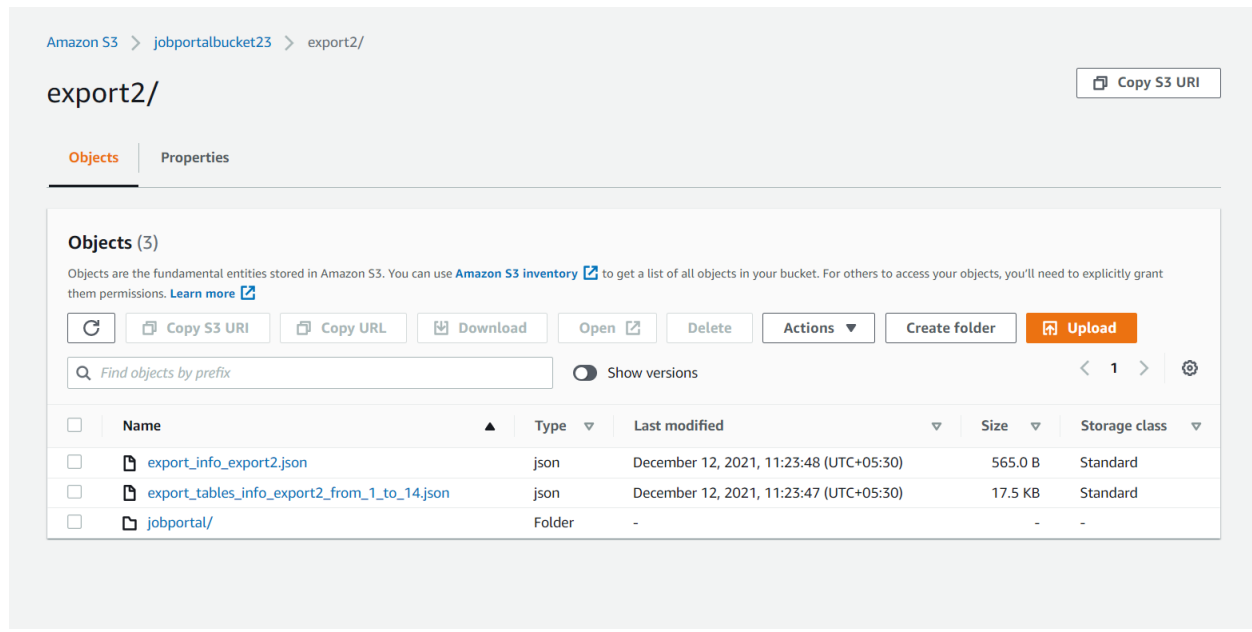 Amazon S3 > jobportalbucket23 > export2/
export2/
Copy S3 URI
Objects
Properties
Objects (3)
Objects are the fundamental entities stored in Amazon S3. You can use Amazon S3 inventory to get a list of all objects in your bucket. For others to access your objects, you'll need to explicitly grant
them permissions. Learn more
Copy S3 URI Copy URL Download Open Delete Actions Create folder Upload
Find objects by prefix Show versions 1
Name Type Last modified Size Storage class
export_info_export2.json json December 12, 2021, 11:23:48 (UTC+05:30) 565.0 B Standard
export_tables_info_export2_from_1_to_14.json json December 12, 2021, 11:23:47 (UTC+05:30) 17.5 KB Standard
jobportal/ Folder - - -